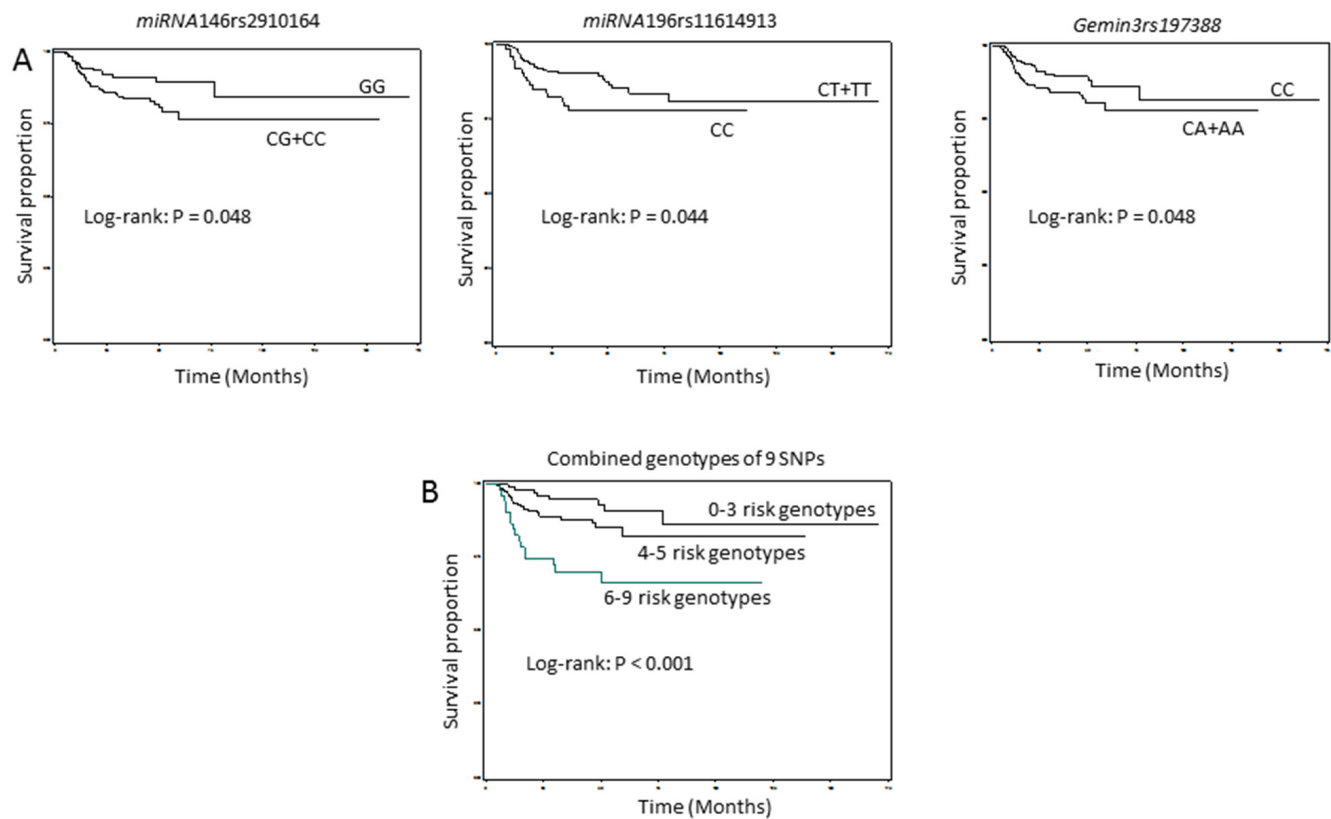 A
miRNA146rs2910164
Survival proportion
GG
CG+CC
Log-rank: P = 0.048
Time (Months)
miRNA196rs11614913
Survival proportion
CT+TT
CC
Log-rank: P = 0.044
Time (Months)
Gemin3rs197388
Survival proportion
CC
CA+AA
Log-rank: P = 0.048
Time (Months)
B
Combined genotypes of 9 SNPs
Survival proportion
0-3 risk genotypes
4-5 risk genotypes
6-9 risk genotypes
Log-rank: P < 0.001
Time (Months)